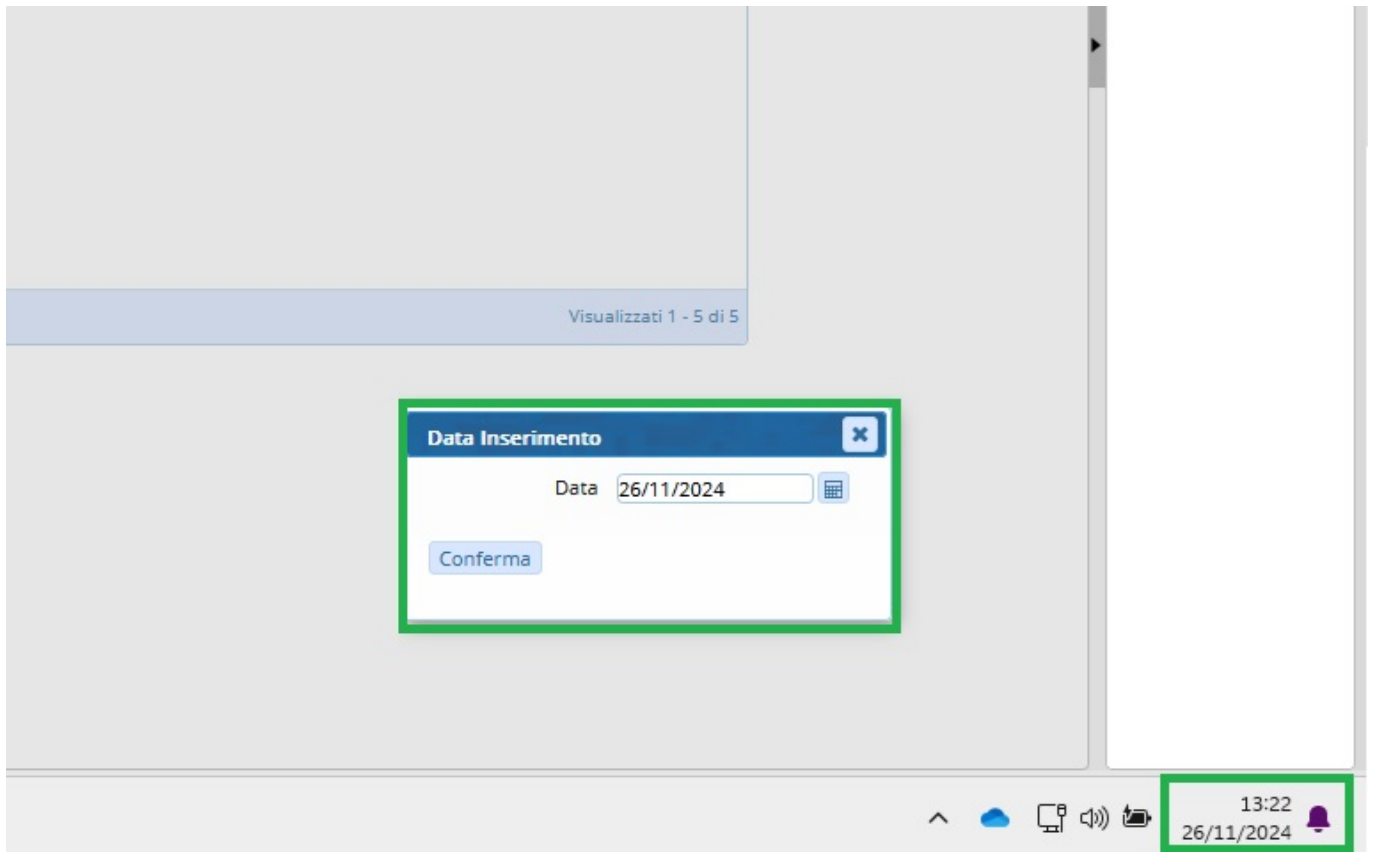 Visualizzati 1 - 5 di 5
Data Inserimento
Data 26/11/2024
Conferma
13:22
26/11/2024